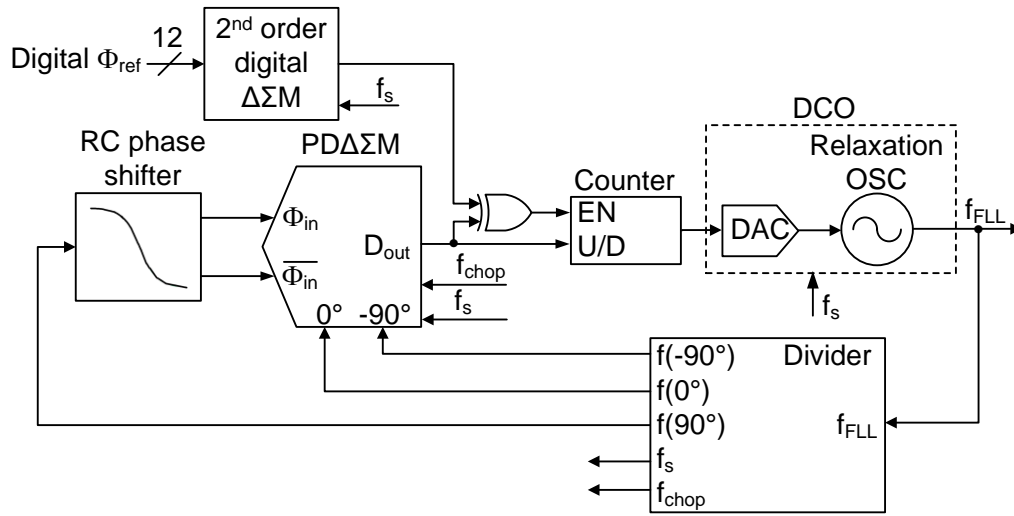 2nd order
digital
ΔΣM
12
Digital Φref
fs
DCO
RC phase
shifter
PDΔΣM
Relaxation
OSC
Counter
fFLL
Φin
EN
U/D
DAC
Dout
Φin
fchop
fs
0° -90°
fs
f(-90°)
Divider
f(0°)
f(90°)
fFLL
fs
fchop